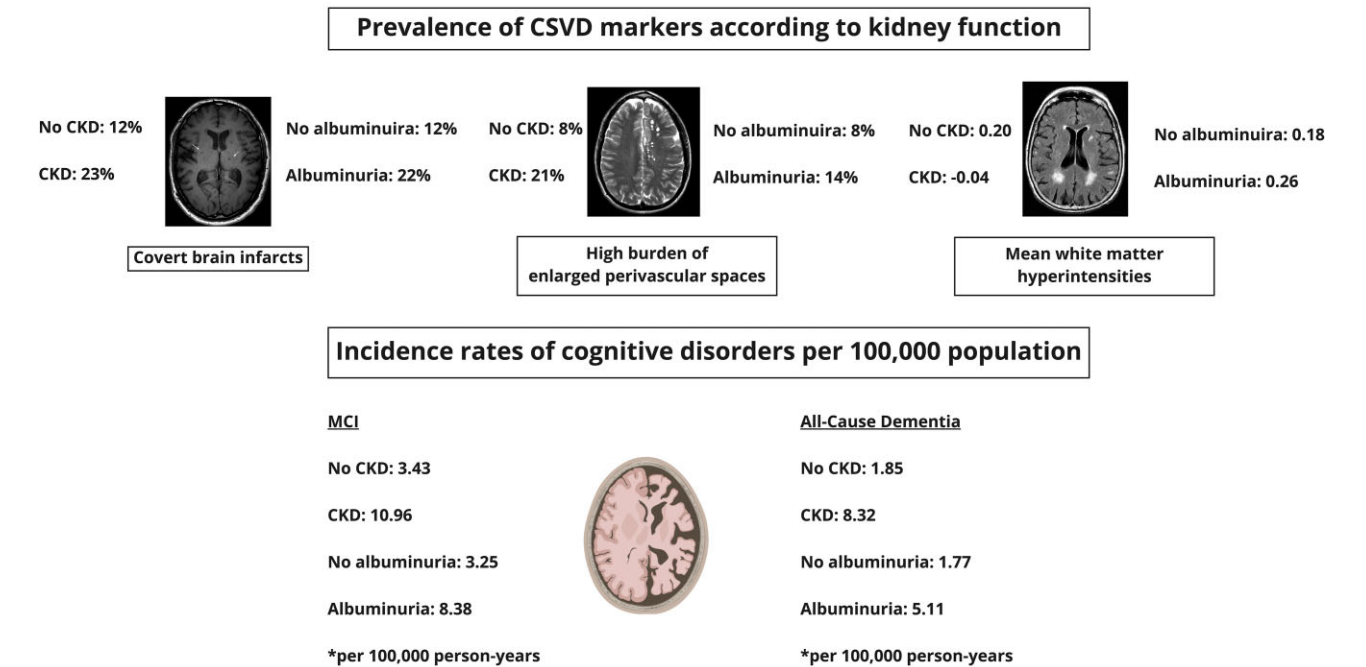 Prevalence of CSVD markers according to kidney function
No CKD: 12%
CKD: 23%
No albuminuira: 12%
Albuminuria: 22%
Covert brain infarcts
No CKD: 8%
CKD: 21%
No albuminuira: 8%
Albuminuria: 14%
High burden of
enlarged perivascular spaces
No CKD: 0.20
CKD: -0.04
No albuminuira: 0.18
Albuminuria: 0.26
Mean white matter
hyperintensities
Incidence rates of cognitive disorders per 100,000 population
MCI
No CKD: 3.43
CKD: 10.96
No albuminuria: 3.25
Albuminuria: 8.38
*per 100,000 person-years
All-Cause Dementia
No CKD: 1.85
CKD: 8.32
No albuminuria: 1.77
Albuminuria: 5.11
*per 100,000 person-years